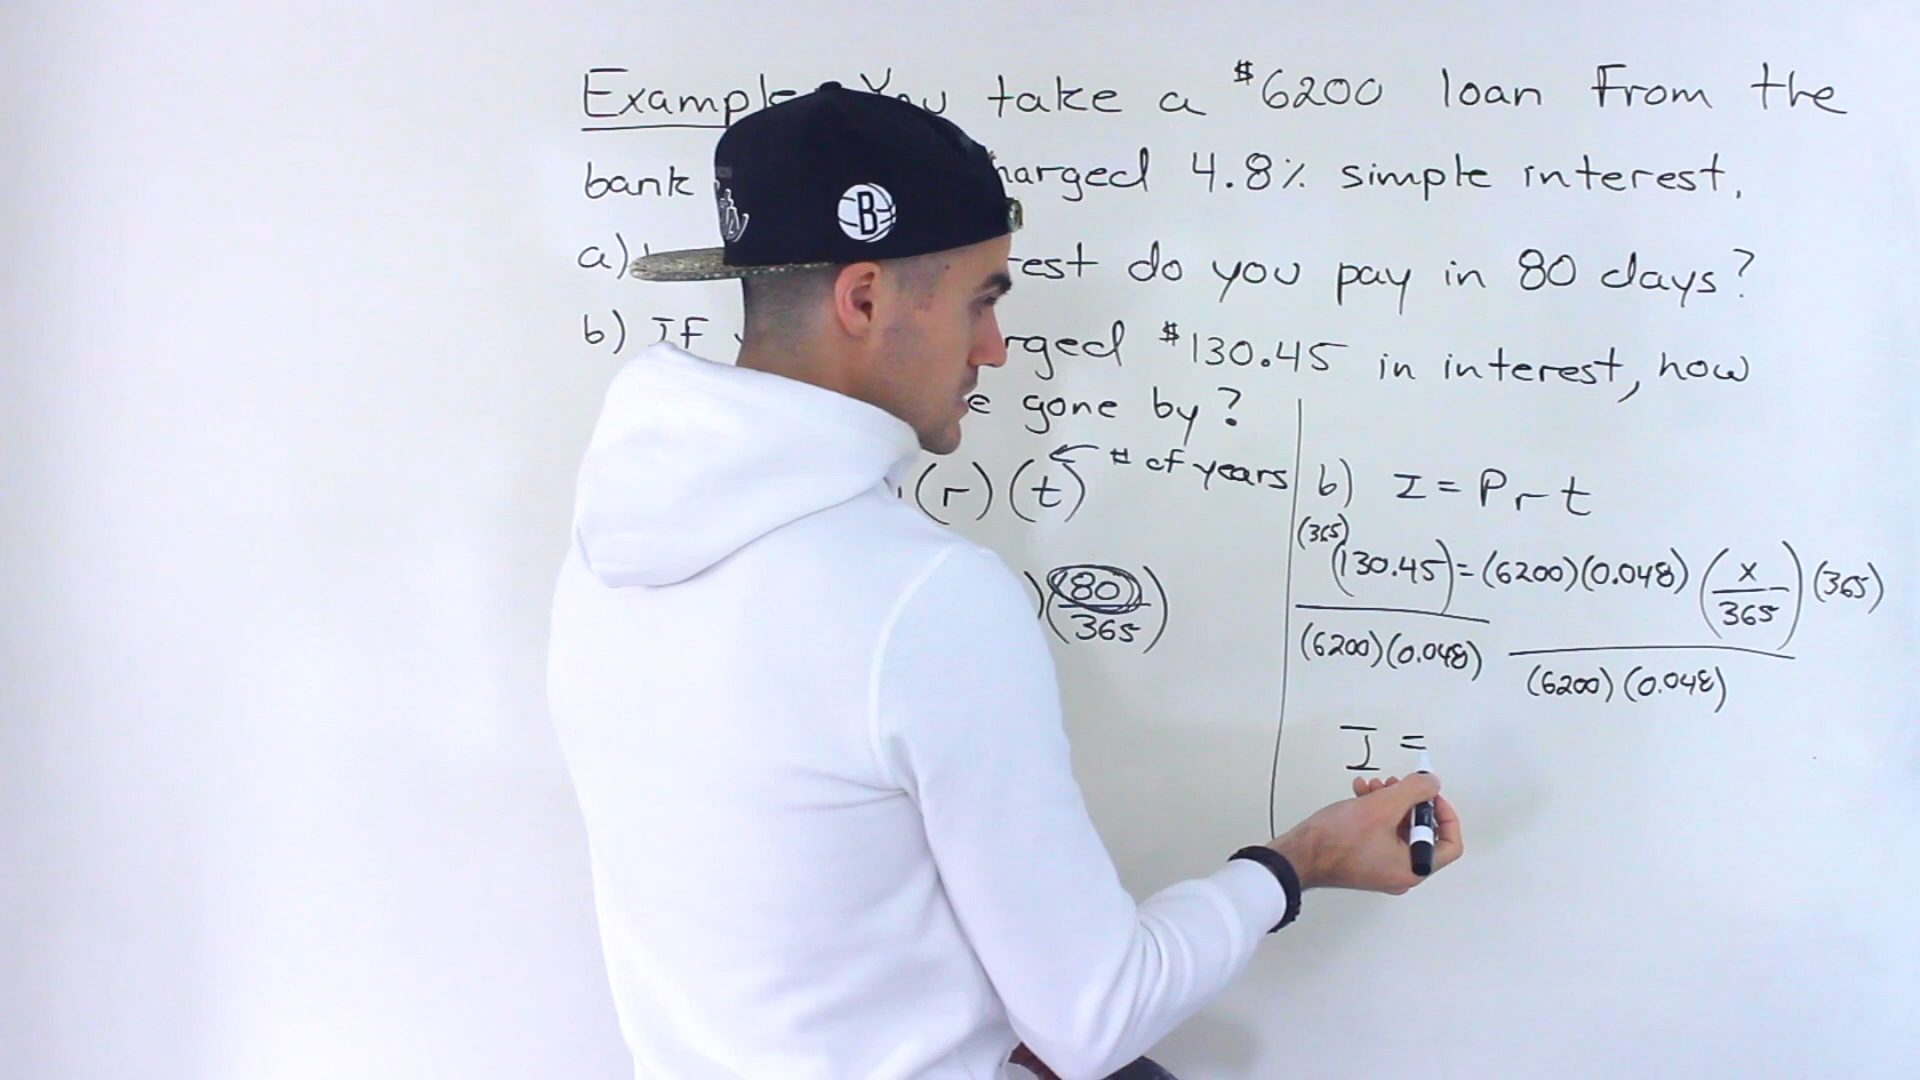 Example You take a $6200 loan from the
bank harged 4.8% simple interest.
a) rest do you pay in 80 days?
b) If rged $130.45 in interest, how
e gone by?
(r)(t) ← # of years
(80/365)
b) I = Prt
(365)(130.45) = (6200)(0.048)(x/365)(365)
(6200)(0.048) (6200)(0.048)
I =
B